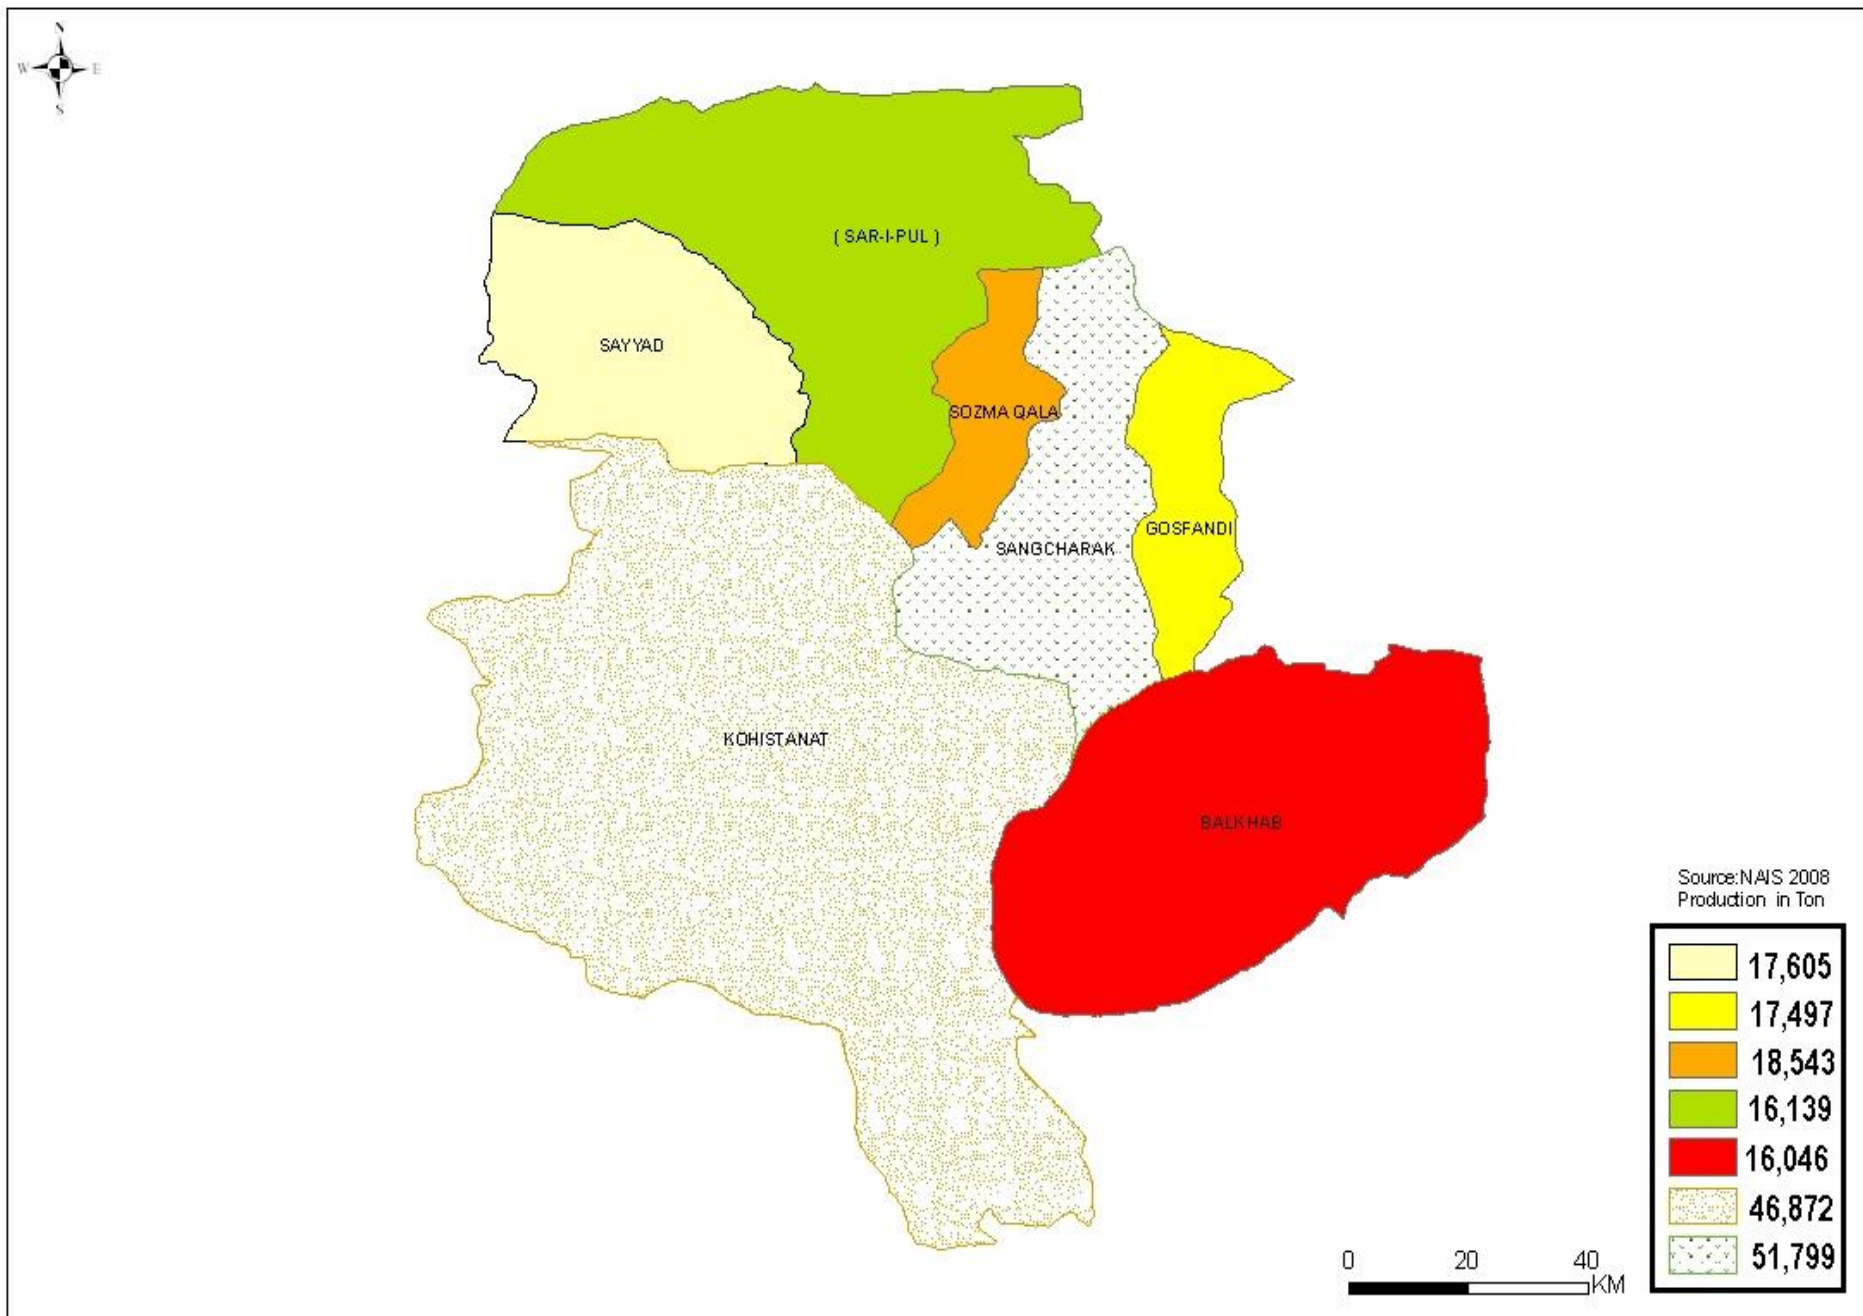 N
W E
S
( SAR-I-PUL )
SAYYAD
SOZMA QALA
GOSFANDI
SANGCHARAK
KOHISTANAT
BALKHAB
Source:NAIS 2008
Production in Ton
17,605
17,497
18,543
16,139
16,046
46,872
51,799
0 20 40
KM